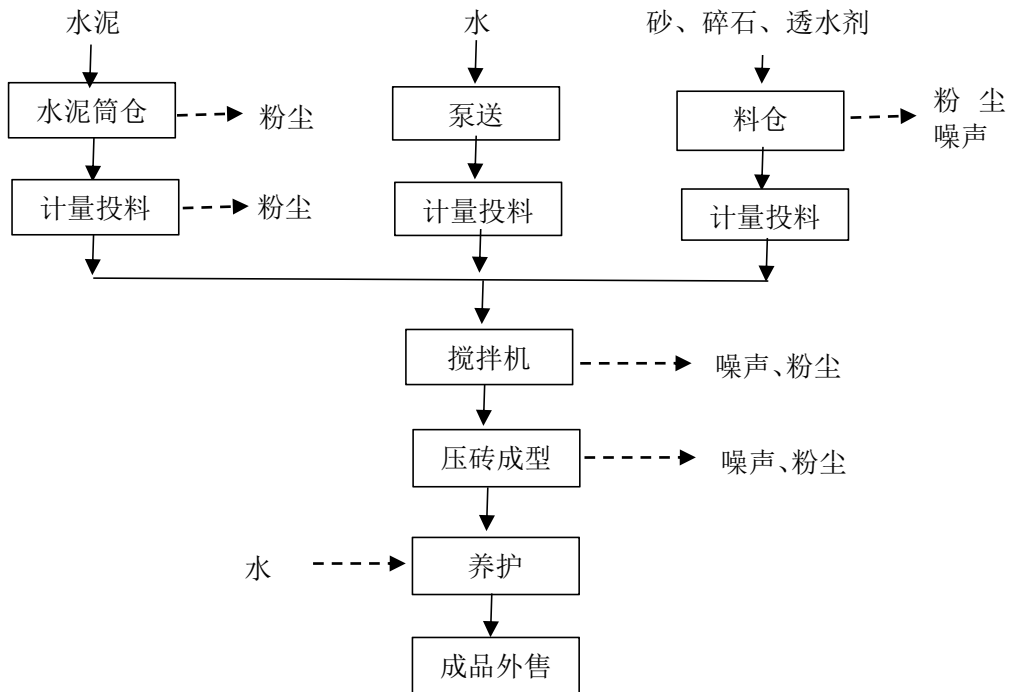 水泥
水
砂、碎石、透水剂
水泥筒仓
粉尘
泵送
料仓
粉 尘
噪声
计量投料
粉尘
计量投料
计量投料
搅拌机
噪声、粉尘
压砖成型
噪声、粉尘
水
养护
成品外售